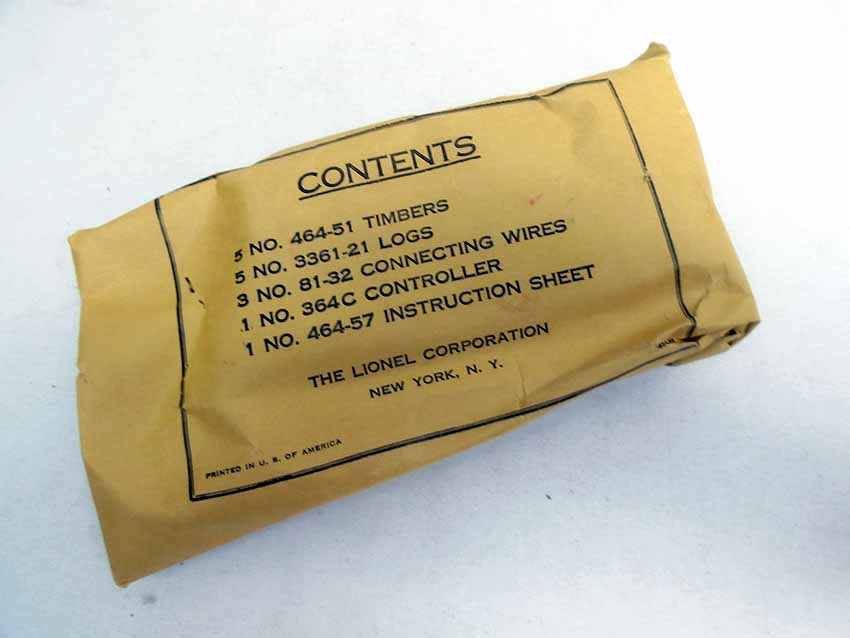 CONTENTS
5 NO. 464-51 TIMBERS
5 NO. 3361-21 LOGS
3 NO. 81-32 CONNECTING WIRES
1 NO. 364C CONTROLLER
1 NO. 464-57 INSTRUCTION SHEET
THE LIONEL CORPORATION
NEW YORK, N. Y.
PRINTED IN U. S. OF AMERICA